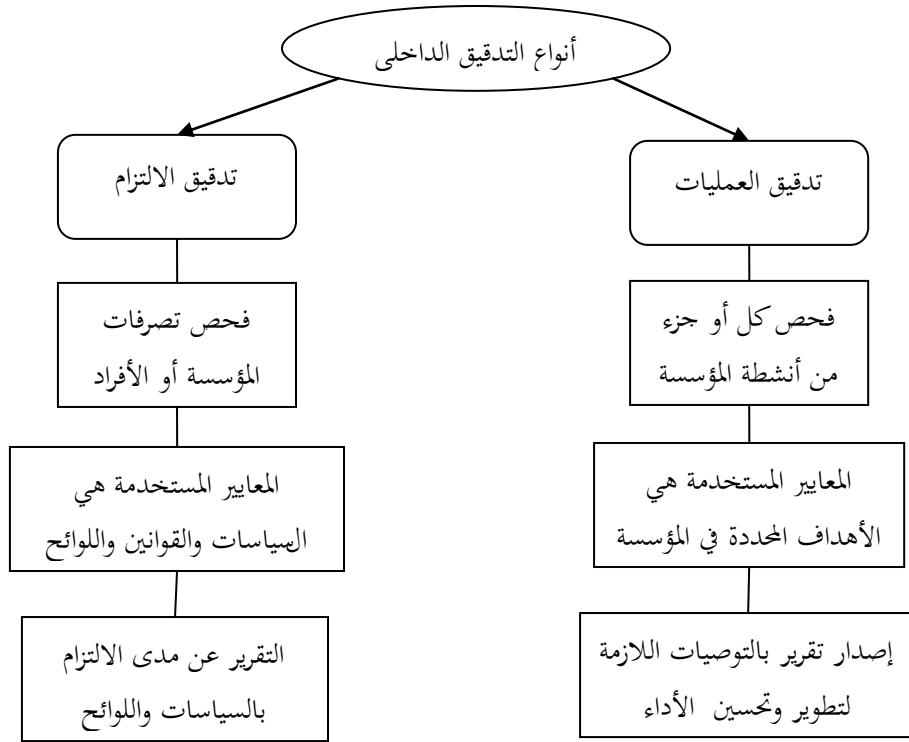 أنواع التدقيق الداخلى
تدقيق العمليات
فحص كل أو جزء
من أنشطة المؤسسة
المعايير المستخدمة هي
الأهداف المحددة في المؤسسة
إصدار تقرير بالتوصيات اللازمة
لتطوير وتحسين الأداء
تدقيق الالتزام
فحص تصرفات
المؤسسة أو الأفراد
المعايير المستخدمة هي
السياسات والقوانين واللوائح
التقرير عن مدى الالتزام
بالسياسات واللوائح